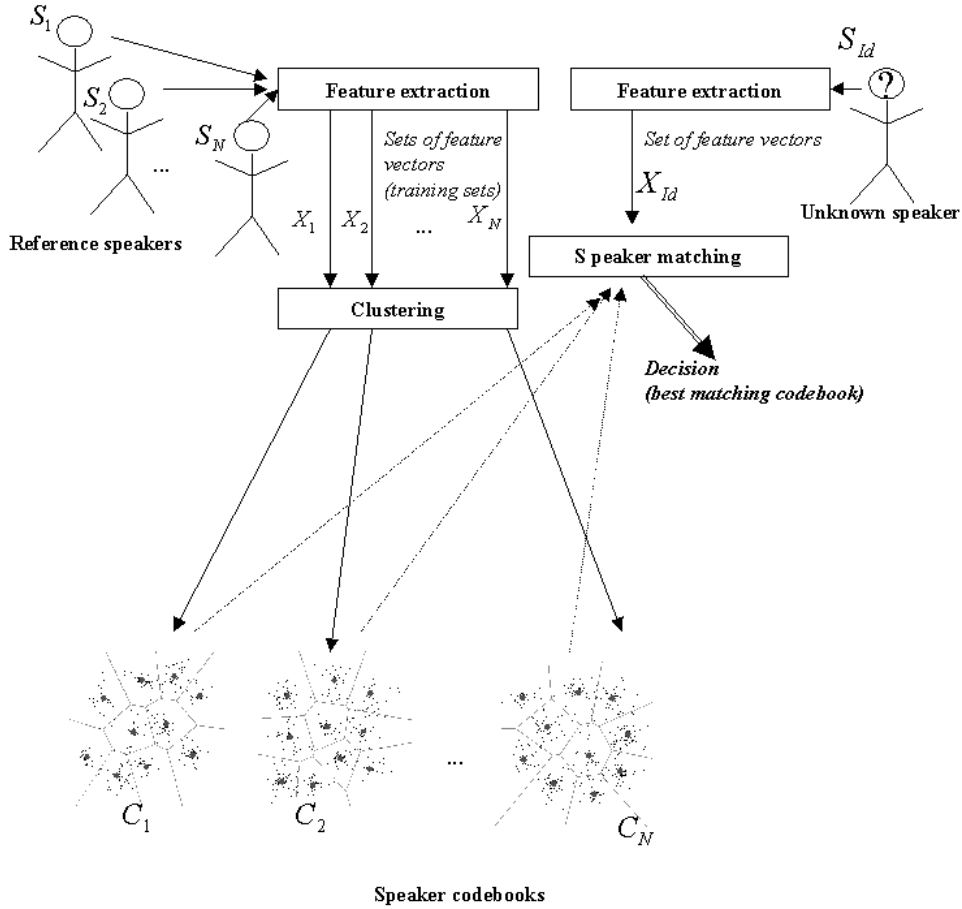 S1
S2
...
SN
Reference speakers
Feature extraction
Sets of feature
vectors
(training sets)
X1
X2
...
XN
Clustering
Feature extraction
SId
?
Unknown speaker
Set of feature vectors
XId
S peaker matching
Decision
(best matching codebook)
C1
C2
...
CN
Speaker codebooks